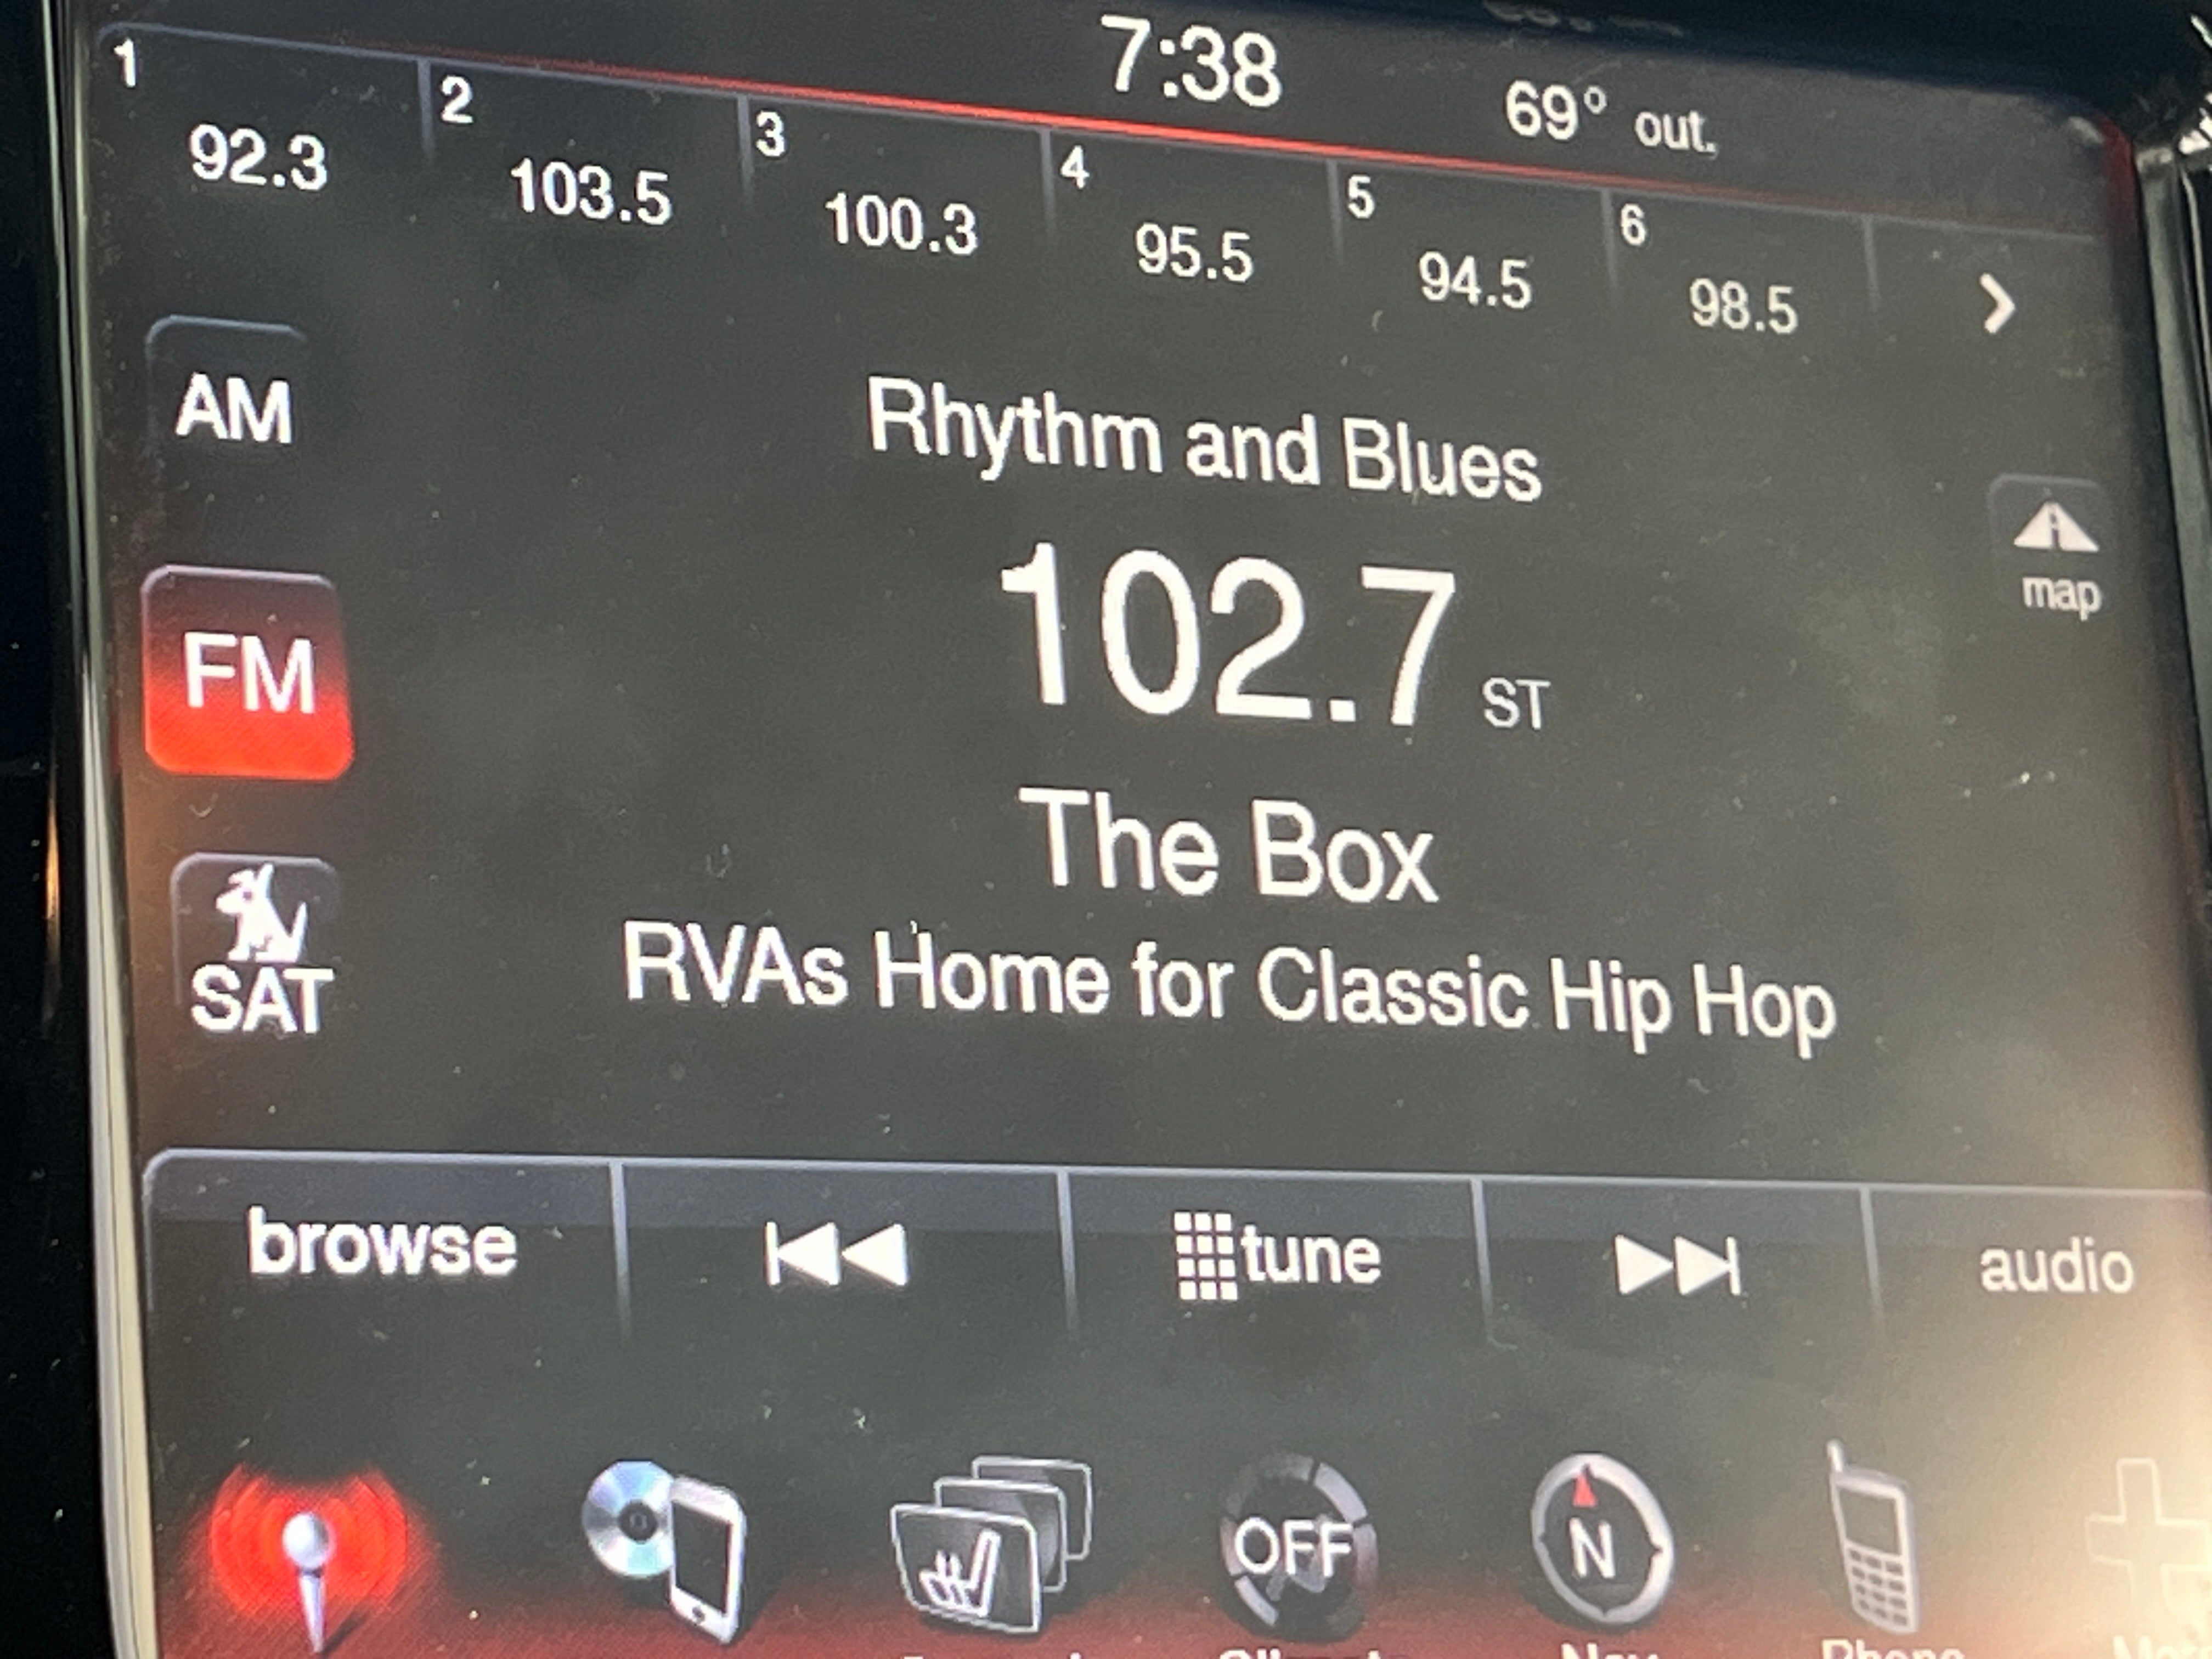 7:38
69° out.
1 2 3 4 5 6
92.3 103.5 100.3 95.5 94.5 98.5
AM
Rhythm and Blues
map
FM
102.7 ST
The Box
SAT
RVAs Home for Classic Hip Hop
browse tune audio
OFF N
Phone